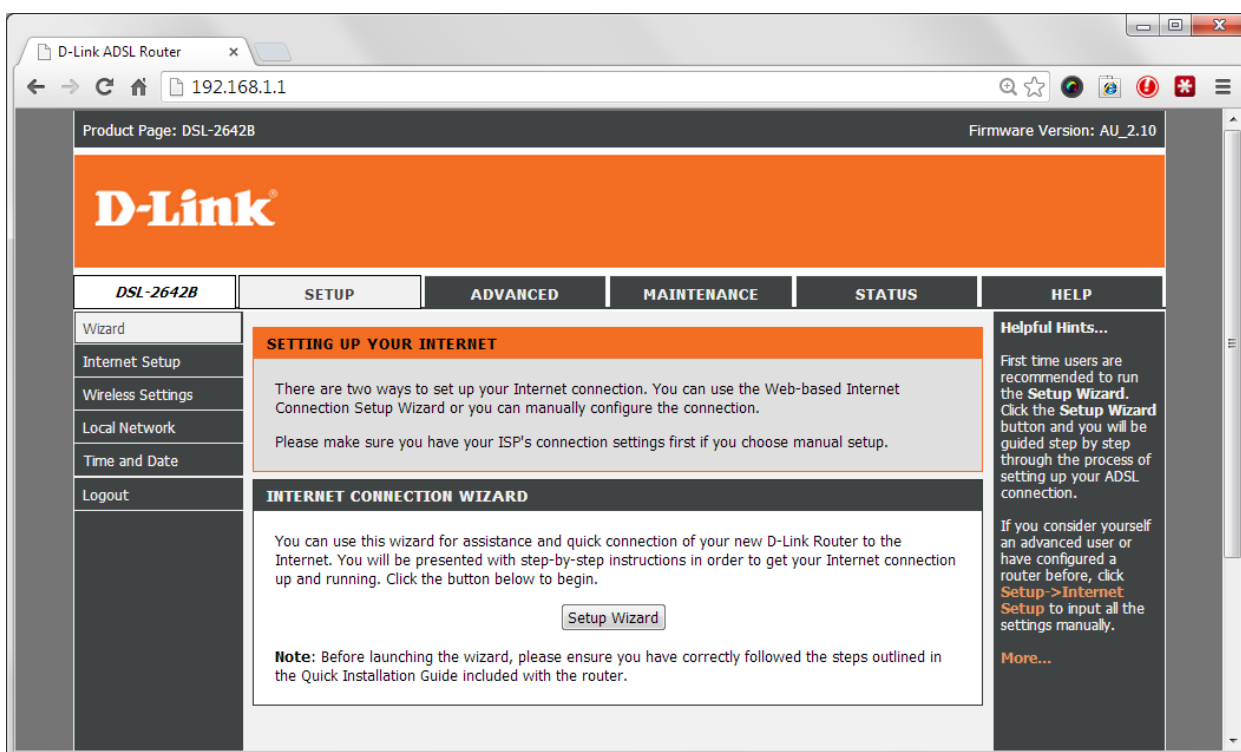 D-Link ADSL Router
192.168.1.1
Product Page: DSL-2642B
Firmware Version: AU_2.10
D-Link®
DSL-2642B
SETUP
ADVANCED
MAINTENANCE
STATUS
HELP
Wizard
Internet Setup
Wireless Settings
Local Network
Time and Date
Logout
SETTING UP YOUR INTERNET
There are two ways to set up your Internet connection. You can use the Web-based Internet
Connection Setup Wizard or you can manually configure the connection.
Please make sure you have your ISP's connection settings first if you choose manual setup.
INTERNET CONNECTION WIZARD
You can use this wizard for assistance and quick connection of your new D-Link Router to the
Internet. You will be presented with step-by-step instructions in order to get your Internet connection
up and running. Click the button below to begin.
Setup Wizard
Note: Before launching the wizard, please ensure you have correctly followed the steps outlined in
the Quick Installation Guide included with the router.
Helpful Hints...
First time users are
recommended to run
the Setup Wizard.
Click the Setup Wizard
button and you will be
guided step by step
through the process of
setting up your ADSL
connection.
If you consider yourself
an advanced user or
have configured a
router before, click
Setup->Internet
Setup to input all the
settings manually.
More...